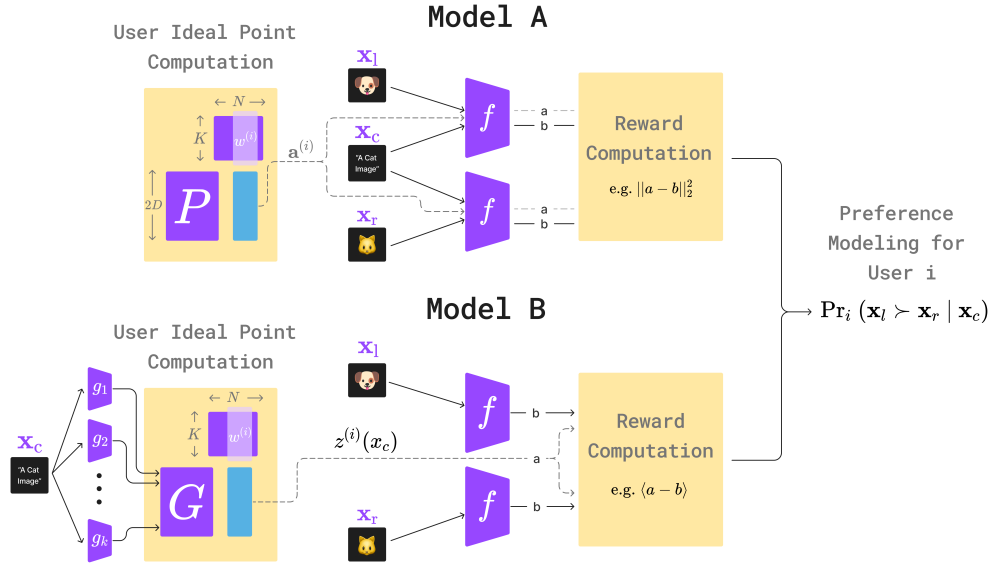 Model A
User Ideal Point
Computation
← N →
K
w^{(i)}
2D
P
a^{(i)}
x_l
x_c
"A Cat
Image"
x_r
f
f
a
b
a
b
Reward
Computation
e.g. ||a − b||_2^2
Preference
Modeling for
User i
Pr_i (x_l ≻ x_r | x_c)
Model B
User Ideal Point
Computation
x_c
"A Cat
Image"
g_1
g_2
g_k
← N →
K
w^{(i)}
G
z^{(i)}(x_c)
x_l
x_r
f
f
b
a
b
Reward
Computation
e.g. ⟨a − b⟩